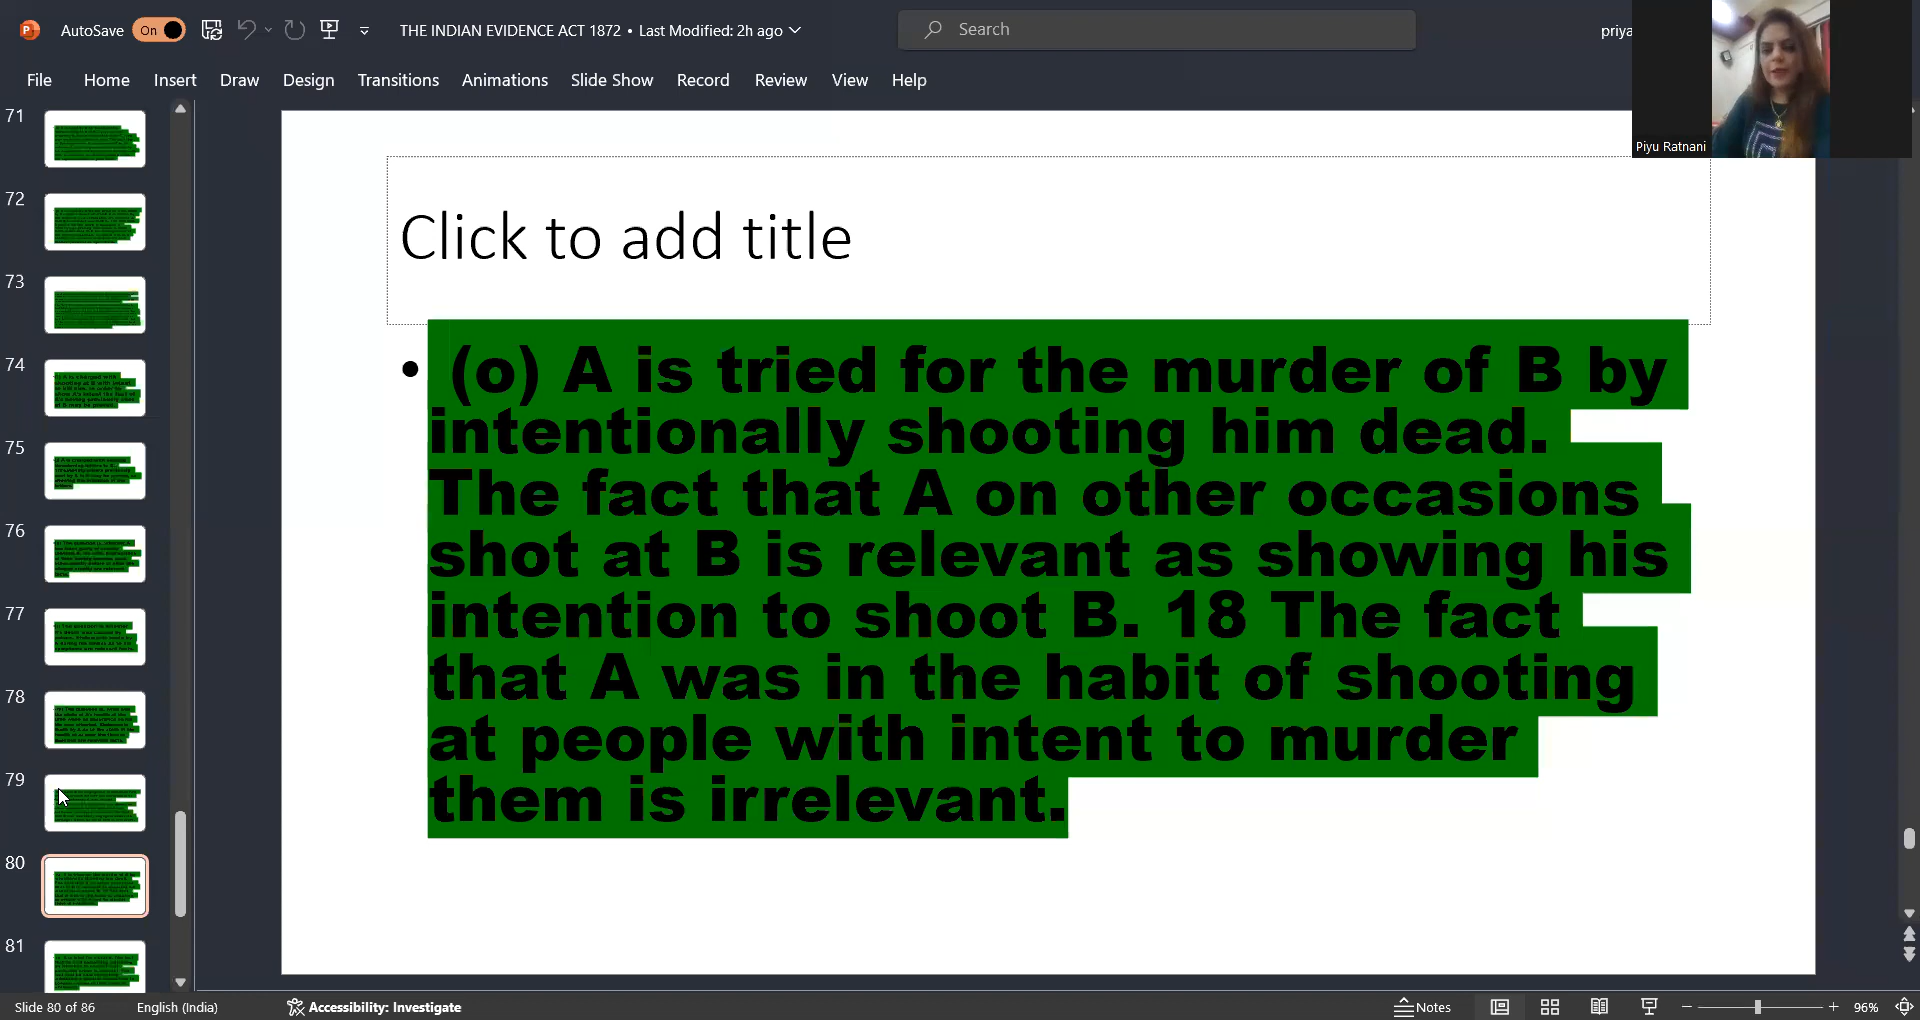 AutoSave On
THE INDIAN EVIDENCE ACT 1872 • Last Modified: 2h ago
Search
priya
File Home Insert Draw Design Transitions Animations Slide Show Record Review View Help
Piyu Ratnani
71
72
73
74
75
76
77
78
79
80
81
Click to add title
• (o) A is tried for the murder of B by
intentionally shooting him dead.
The fact that A on other occasions
shot at B is relevant as showing his
intention to shoot B. 18 The fact
that A was in the habit of shooting
at people with intent to murder
them is irrelevant.
Slide 80 of 86 English (India) Accessibility: Investigate Notes 96%